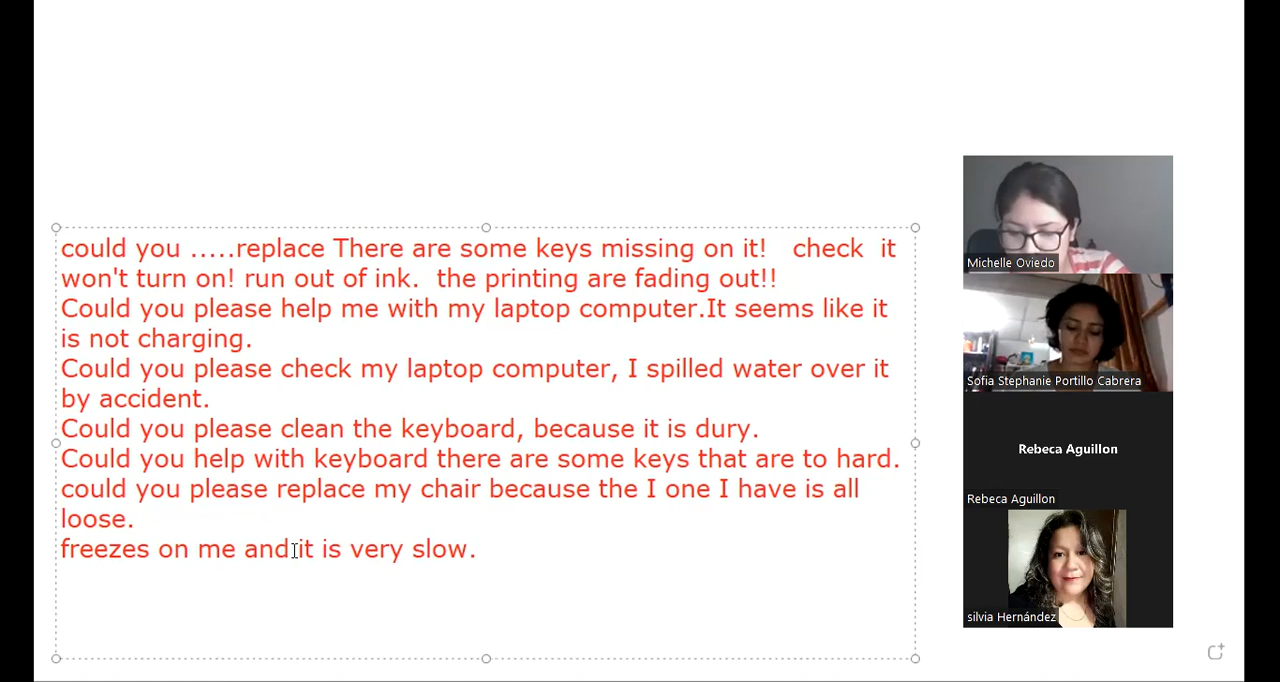 could you .....replace There are some keys missing on it!   check  it
won't turn on! run out of ink.  the printing are fading out!!
Could you please help me with my laptop computer.It seems like it
is not charging.
Could you please check my laptop computer, I spilled water over it
by accident.
Could you please clean the keyboard, because it is dury.
Could you help with keyboard there are some keys that are to hard.
could you please replace my chair because the I one I have is all
loose.
freezes on me and it is very slow.
Michelle Oviedo
Sofia Stephanie Portillo Cabrera
Rebeca Aguillon
Rebeca Aguillon
silvia Hernández